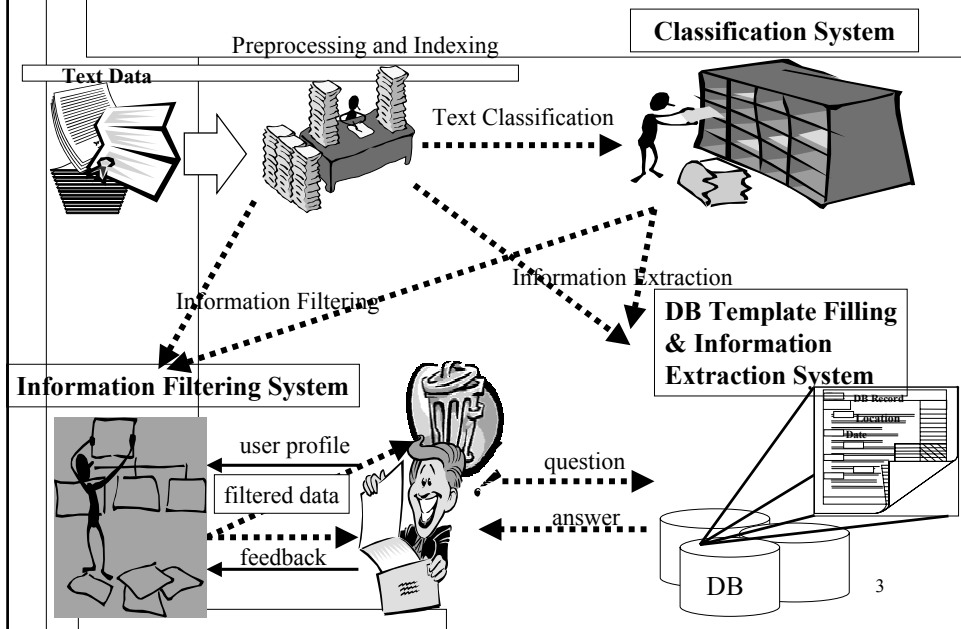 Classification System
Preprocessing and Indexing
Text Data
Text Classification
Information Filtering
Information Extraction
DB Template Filling
& Information
Extraction System
Information Filtering System
DB Record
Location
Date
user profile
filtered data
feedback
question
answer
DB
3